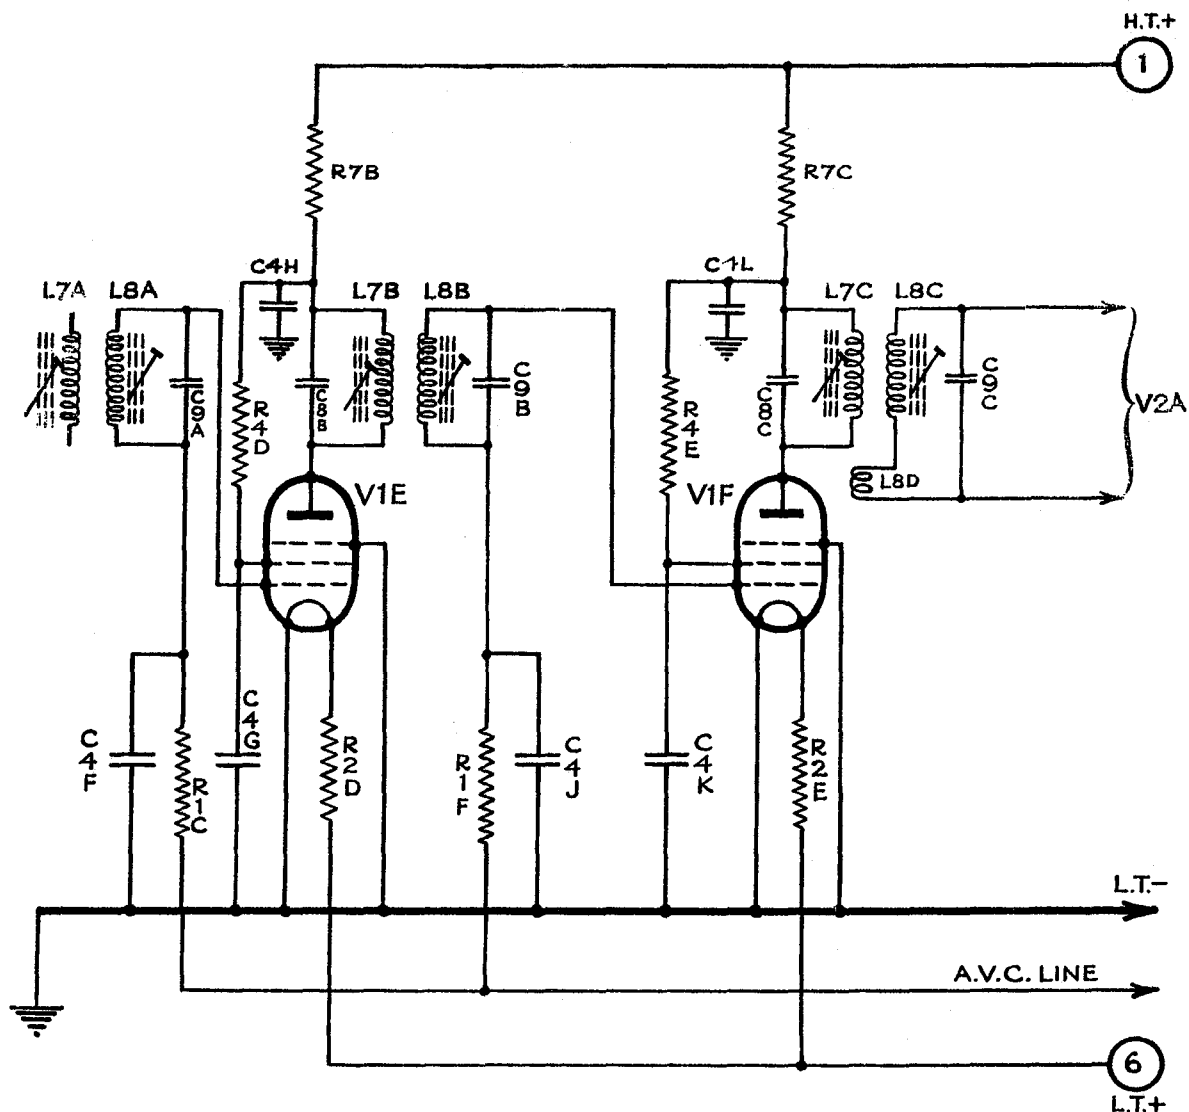 H.T.+
1
R7B
R7C
C4H
C4L
L7A
L8A
L7B
L8B
L7C
L8C
C9A
R4D
C8B
C9B
R4E
C8C
C9C
V2A
L8D
V1E
V1F
C4F
R1C
C4G
R2D
R1F
C4J
C4K
R2E
L.T.−
A.V.C. LINE
6
L.T.+